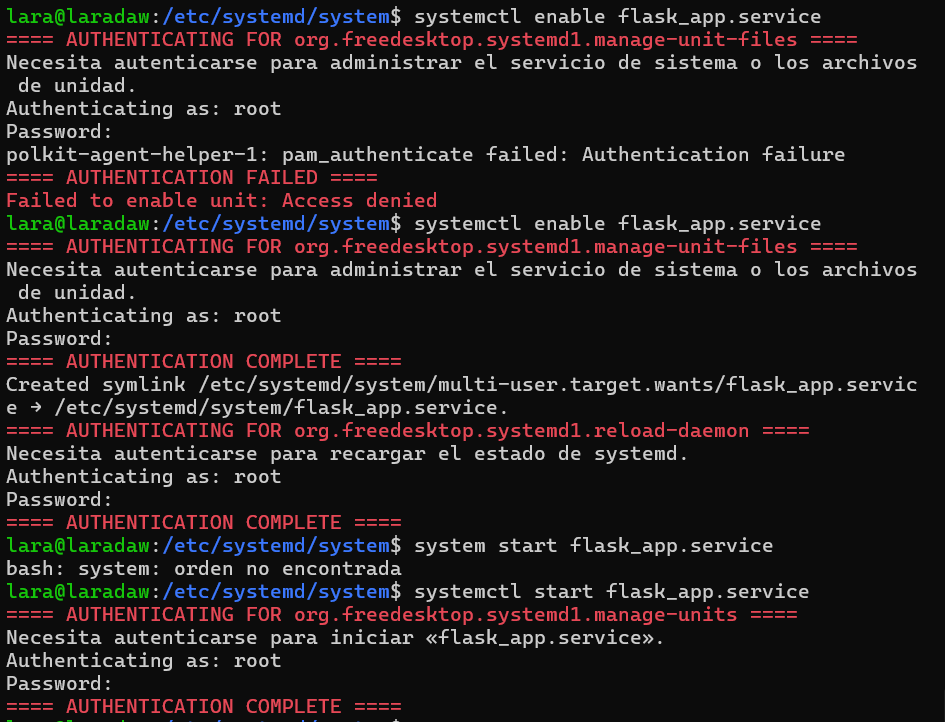 lara@laradaw:/etc/systemd/system$ systemctl enable flask_app.service
==== AUTHENTICATING FOR org.freedesktop.systemd1.manage-unit-files ====
Necesita autenticarse para administrar el servicio de sistema o los archivos
 de unidad.
Authenticating as: root
Password:
polkit-agent-helper-1: pam_authenticate failed: Authentication failure
==== AUTHENTICATION FAILED ====
Failed to enable unit: Access denied
lara@laradaw:/etc/systemd/system$ systemctl enable flask_app.service
==== AUTHENTICATING FOR org.freedesktop.systemd1.manage-unit-files ====
Necesita autenticarse para administrar el servicio de sistema o los archivos
 de unidad.
Authenticating as: root
Password:
==== AUTHENTICATION COMPLETE ====
Created symlink /etc/systemd/system/multi-user.target.wants/flask_app.servic
e → /etc/systemd/system/flask_app.service.
==== AUTHENTICATING FOR org.freedesktop.systemd1.reload-daemon ====
Necesita autenticarse para recargar el estado de systemd.
Authenticating as: root
Password:
==== AUTHENTICATION COMPLETE ====
lara@laradaw:/etc/systemd/system$ system start flask_app.service
bash: system: orden no encontrada
lara@laradaw:/etc/systemd/system$ systemctl start flask_app.service
==== AUTHENTICATING FOR org.freedesktop.systemd1.manage-units ====
Necesita autenticarse para iniciar «flask_app.service».
Authenticating as: root
Password:
==== AUTHENTICATION COMPLETE ====